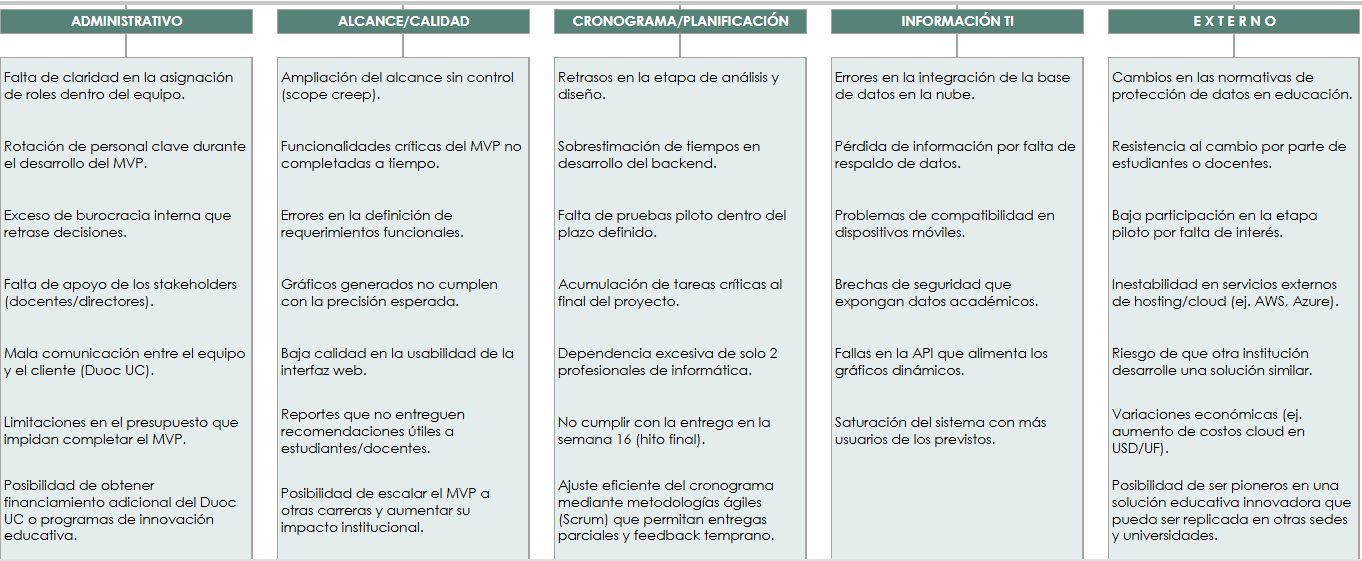 ADMINISTRATIVO
Falta de claridad en la asignación
de roles dentro del equipo.
Rotación de personal clave durante
el desarrollo del MVP.
Exceso de burocracia interna que
retrase decisiones.
Falta de apoyo de los stakeholders
(docentes/directores).
Mala comunicación entre el equipo
y el cliente (Duoc UC).
Limitaciones en el presupuesto que
impidan completar el MVP.
Posibilidad de obtener
financiamiento adicional del Duoc
UC o programas de innovación
educativa.
ALCANCE/CALIDAD
Ampliación del alcance sin control
(scope creep).
Funcionalidades críticas del MVP no
completadas a tiempo.
Errores en la definición de
requerimientos funcionales.
Gráficos generados no cumplen
con la precisión esperada.
Baja calidad en la usabilidad de la
interfaz web.
Reportes que no entreguen
recomendaciones útiles a
estudiantes/docentes.
Posibilidad de escalar el MVP a
otras carreras y aumentar su
impacto institucional.
CRONOGRAMA/PLANIFICACIÓN
Retrasos en la etapa de análisis y
diseño.
Sobrestimación de tiempos en
desarrollo del backend.
Falta de pruebas piloto dentro del
plazo definido.
Acumulación de tareas críticas al
final del proyecto.
Dependencia excesiva de solo 2
profesionales de informática.
No cumplir con la entrega en la
semana 16 (hito final).
Ajuste eficiente del cronograma
mediante metodologías ágiles
(Scrum) que permitan entregas
parciales y feedback temprano.
INFORMACIÓN TI
Errores en la integración de la base
de datos en la nube.
Pérdida de información por falta de
respaldo de datos.
Problemas de compatibilidad en
dispositivos móviles.
Brechas de seguridad que
expongan datos académicos.
Fallas en la API que alimenta los
gráficos dinámicos.
Saturación del sistema con más
usuarios de los previstos.
E X T E R N O
Cambios en las normativas de
protección de datos en educación.
Resistencia al cambio por parte de
estudiantes o docentes.
Baja participación en la etapa
piloto por falta de interés.
Inestabilidad en servicios externos
de hosting/cloud (ej. AWS, Azure).
Riesgo de que otra institución
desarrolle una solución similar.
Variaciones económicas (ej.
aumento de costos cloud en
USD/UF).
Posibilidad de ser pioneros en una
solución educativa innovadora que
pueda ser replicada en otras sedes
y universidades.